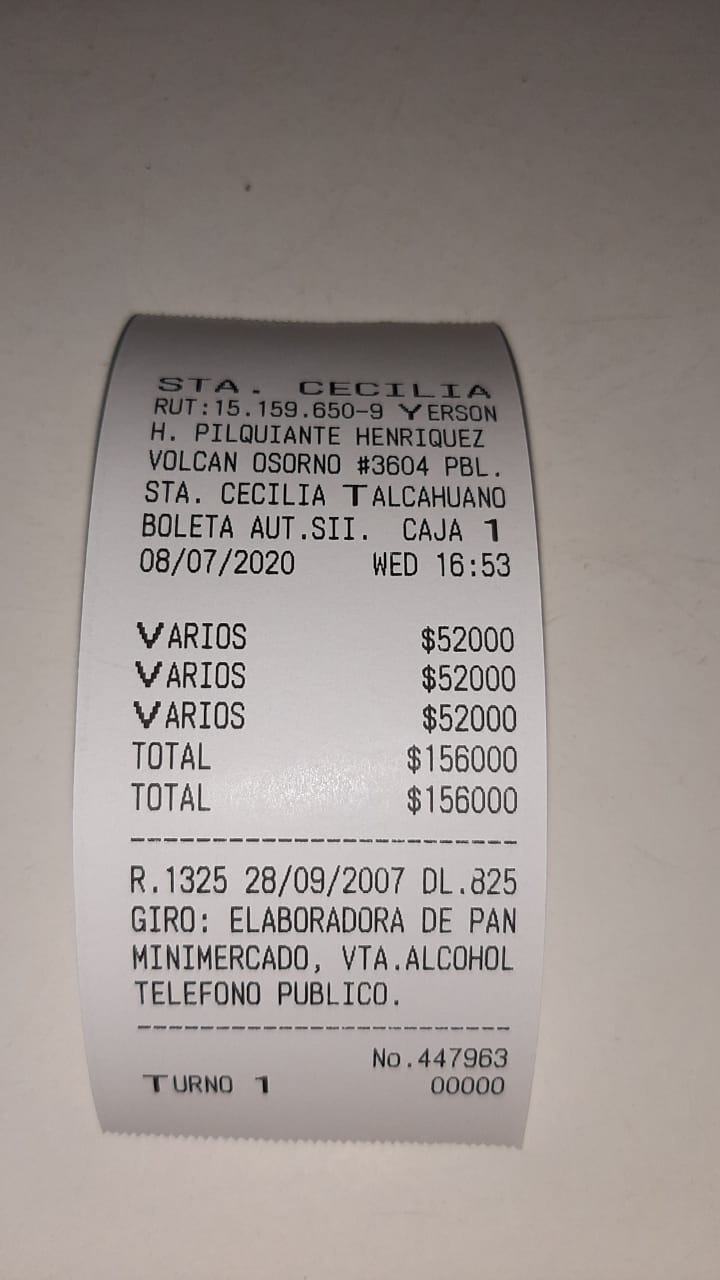 STA. CECILIA
RUT:15.159.650-9 YERSON
H. PILQUIANTE HENRIQUEZ
VOLCAN OSORNO #3604 PBL.
STA. CECILIA TALCAHUANO
BOLETA AUT.SII. CAJA 1
08/07/2020 WED 16:53
VARIOS $52000
VARIOS $52000
VARIOS $52000
TOTAL $156000
TOTAL $156000
--------------------------------
R.1325 28/09/2007 DL.825
GIRO: ELABORADORA DE PAN
MINIMERCADO, VTA.ALCOHOL
TELEFONO PUBLICO.
--------------------------------
No.447963
TURNO 1 00000